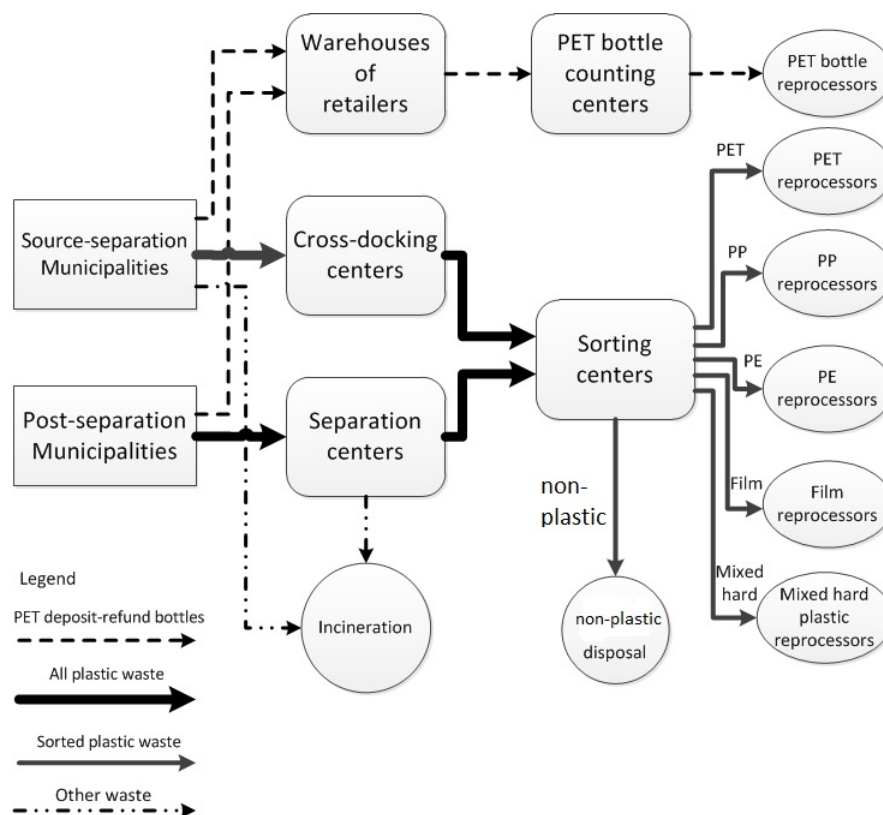 Warehouses
of
retailers
PET bottle
counting
centers
PET bottle
reprocessors
PET
PET
reprocessors
Source-separation
Municipalities
Cross-docking
centers
PP
PP
reprocessors
Sorting
centers
PE
PE
reprocessors
Post-separation
Municipalities
Separation
centers
non-
plastic
Film
Film
reprocessors
Legend
PET deposit-refund bottles
All plastic waste
Sorted plastic waste
Other waste
Incineration
non-plastic
disposal
Mixed
hard
Mixed hard
plastic
reprocessors